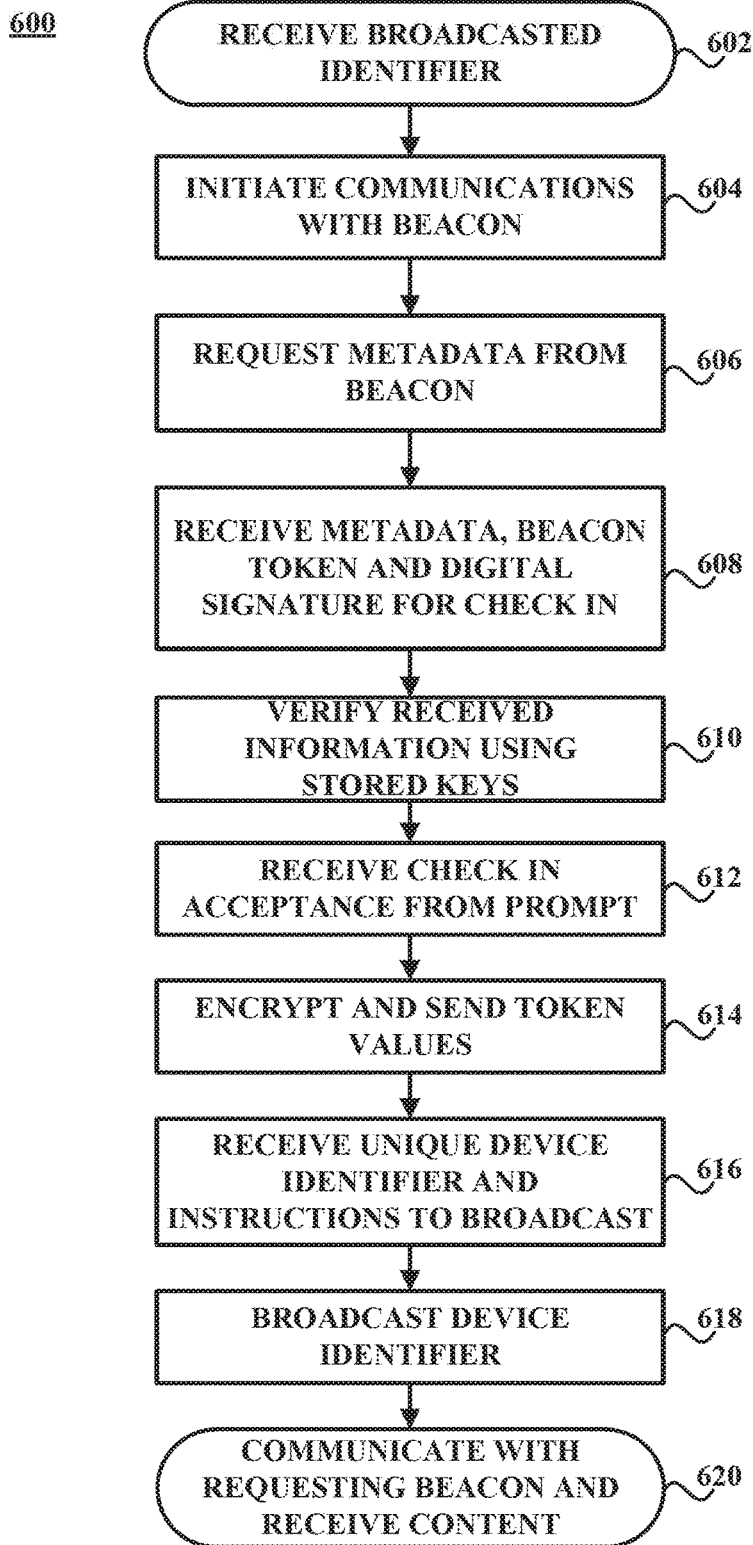 600
RECEIVE BROADCASTED
IDENTIFIER
602
INITIATE COMMUNICATIONS
WITH BEACON
604
REQUEST METADATA FROM
BEACON
606
RECEIVE METADATA, BEACON
TOKEN AND DIGITAL
SIGNATURE FOR CHECK IN
608
VERIFY RECEIVED
INFORMATION USING
STORED KEYS
610
RECEIVE CHECK IN
ACCEPTANCE FROM PROMPT
612
ENCRYPT AND SEND TOKEN
VALUES
614
RECEIVE UNIQUE DEVICE
IDENTIFIER AND
INSTRUCTIONS TO BROADCAST
616
BROADCAST DEVICE
IDENTIFIER
618
COMMUNICATE WITH
REQUESTING BEACON AND
RECEIVE CONTENT
620